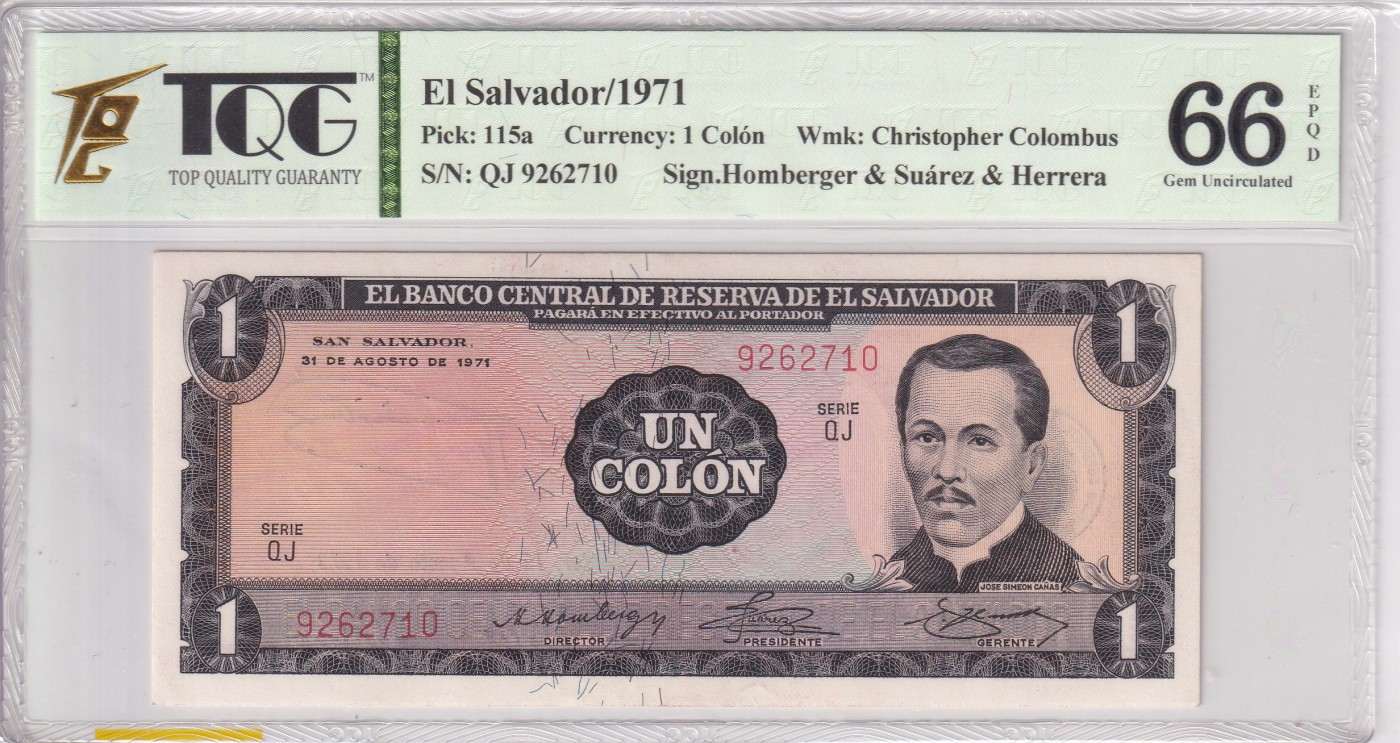 TQG™
TOP QUALITY GUARANTY
El Salvador/1971
Pick: 115a Currency: 1 Colón Wmk: Christopher Colombus
S/N: QJ 9262710 Sign.Homberger & Suárez & Herrera
66
EPQD
Gem Uncirculated
1
EL BANCO CENTRAL DE RESERVA DE EL SALVADOR
1
PAGARÁ EN EFECTIVO AL PORTADOR
SAN SALVADOR,
31 DE AGOSTO DE 1971
9262710
SERIE
QJ
UN
COLÓN
SERIE
QJ
JOSE SIMEON CAÑAS
1
9262710
DIRECTOR
PRESIDENTE
GERENTE
1